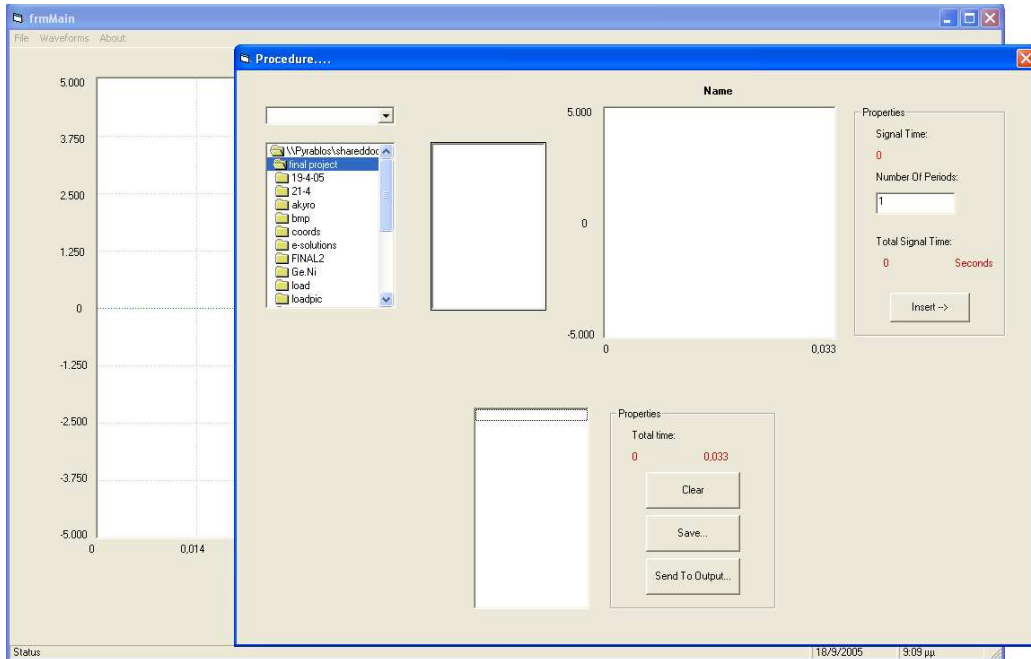 frmMain
File Waveforms About
5.000
3.750
2.500
1.250
0
-1.250
-2.500
-3.750
-5.000
0
0,014
Procedure....
\\Pyrablos\shareddoc
final project
19-4-05
21-4
akyro
bmp
coords
e-solutions
FINAL2
Ge.Ni
load
loadpic
Name
5.000
0
-5.000
0
0,033
Properties
Signal Time:
0
Number Of Periods:
1
Total Signal Time:
0 Seconds
Insert -->
Properties
Total time:
0 0,033
Clear
Save...
Send To Output...
Status
18/9/2005
9:09 μμ